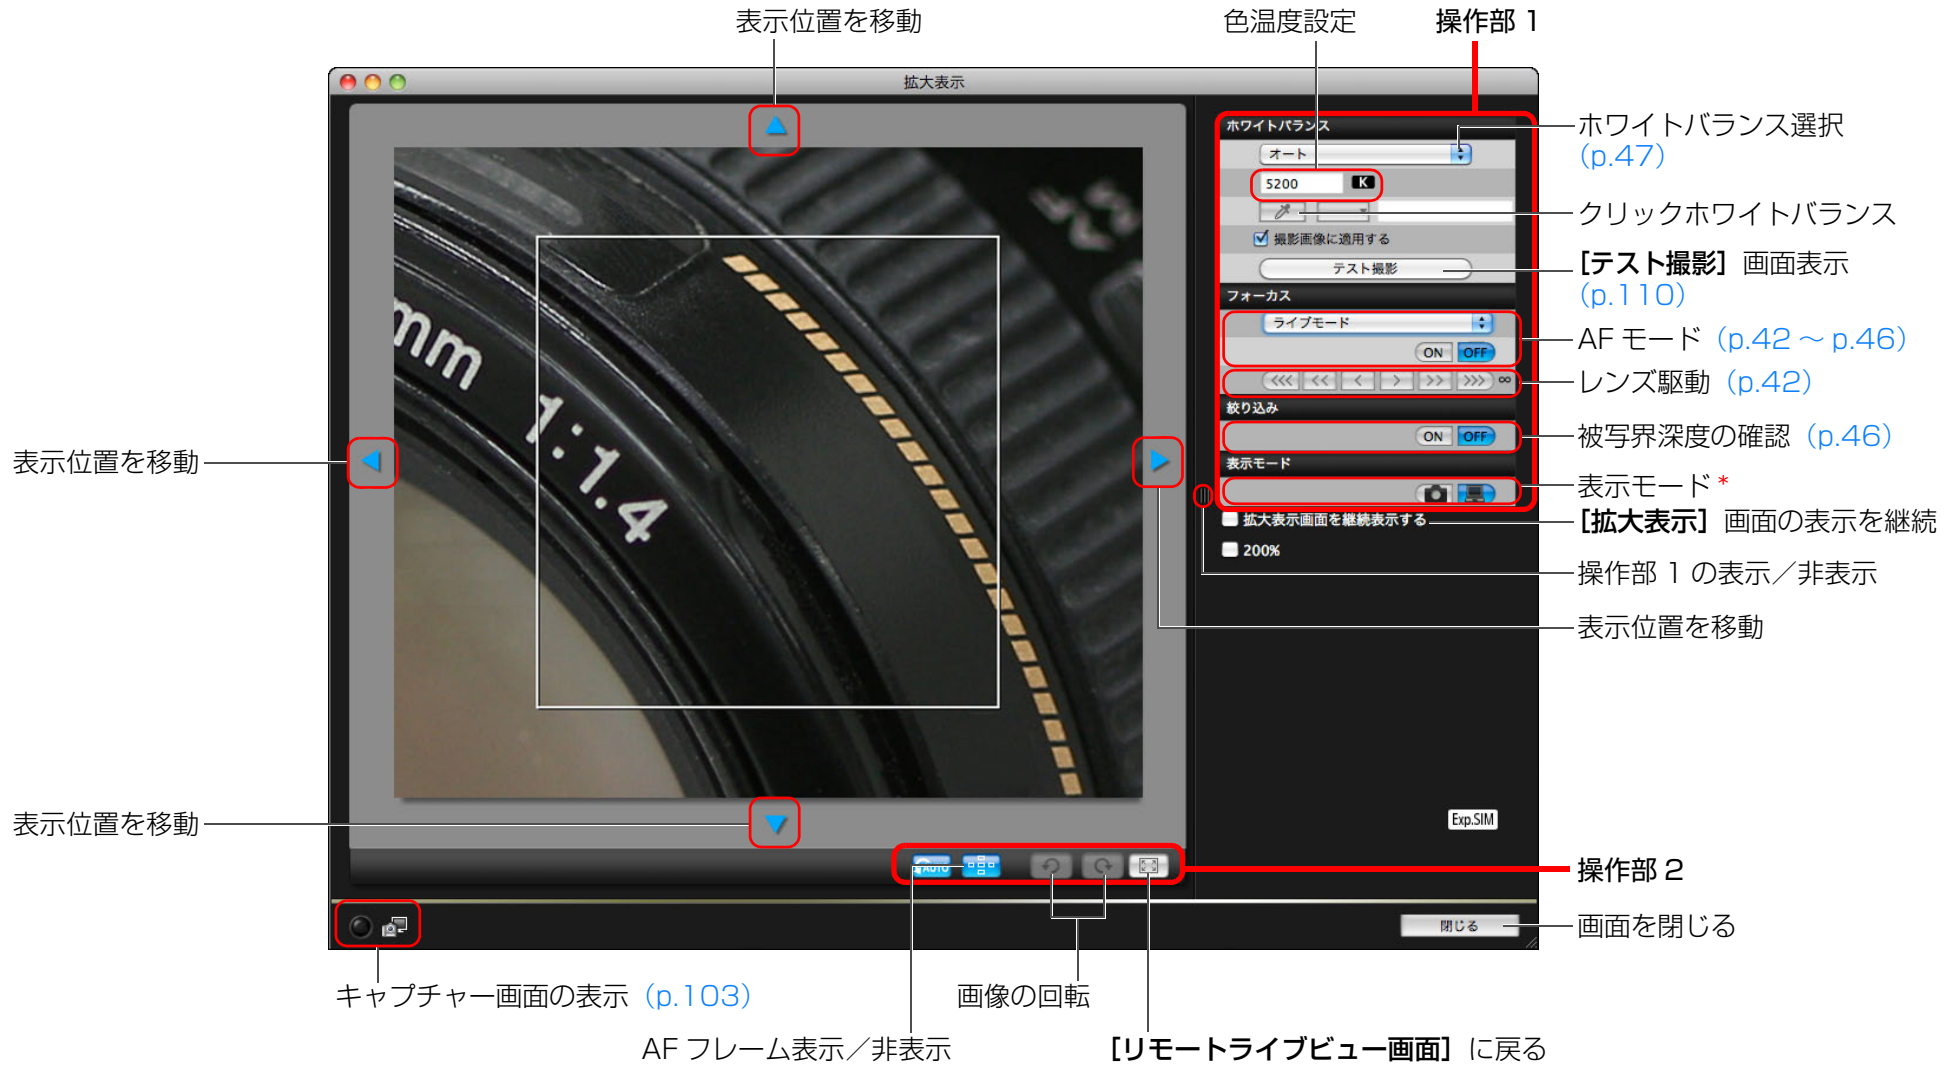 表示位置を移動
色温度設定
操作部 1
拡大表示
ホワイトバランス
オート
5200 K
撮影画像に適用する
テスト撮影
フォーカス
ライブモード
ON OFF
<<< << < > >> >>> ∞
絞り込み
ON OFF
表示モード
拡大表示画面を継続表示する
200%
Exp.SIM
閉じる
mm 1:1.4
AUTO
ホワイトバランス選択
（p.47）
クリックホワイトバランス
［テスト撮影］画面表示
（p.110）
AF モード（p.42 ～ p.46）
レンズ駆動（p.42）
被写界深度の確認（p.46）
表示モード *
［拡大表示］画面の表示を継続
操作部 1 の表示／非表示
表示位置を移動
表示位置を移動
表示位置を移動
操作部 2
画面を閉じる
キャプチャー画面の表示（p.103）
画像の回転
AF フレーム表示／非表示
［リモートライブビュー画面］に戻る